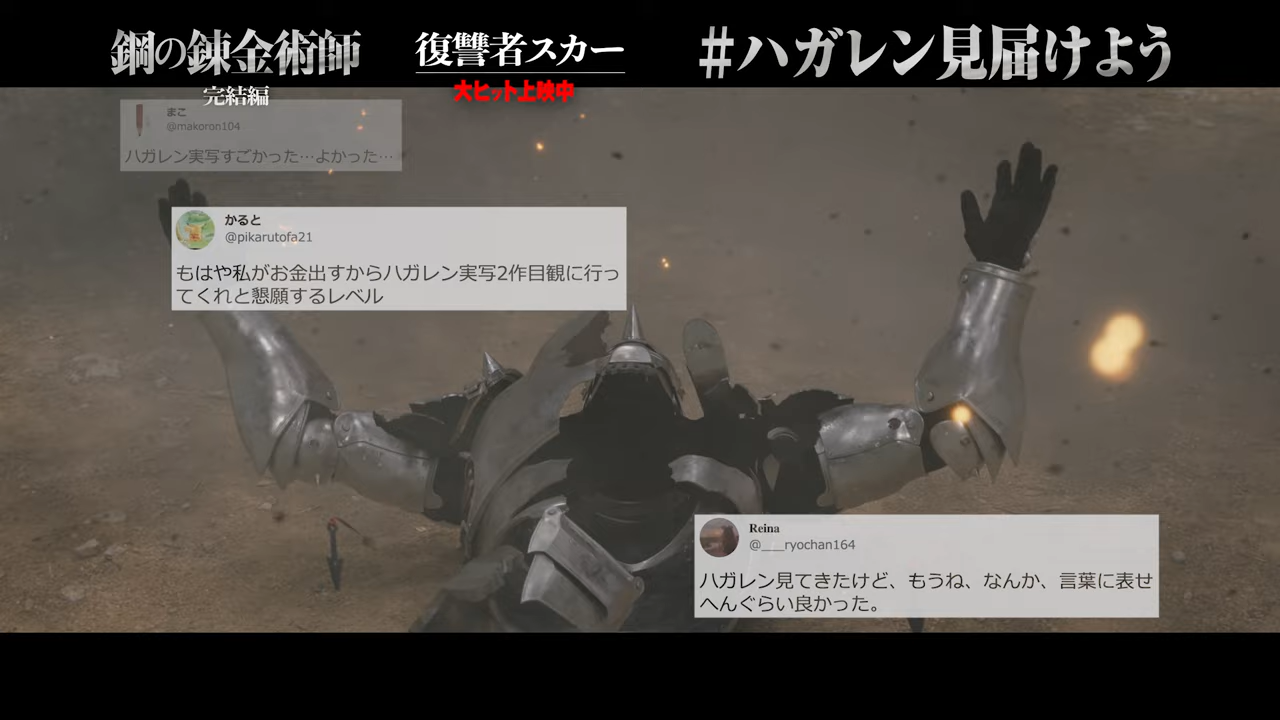 鋼の錬金術師
完結編
復讐者スカー
大ヒット上映中
#ハガレン見届けよう
まこ
@makoron104
ハガレン実写すごかった…よかった…
かると
@pikarutofa21
もはや私がお金出すからハガレン実写2作目観に行っ
てくれと懇願するレベル
Reina
@___ryochan164
ハガレン見てきたけど、もうね、なんか、言葉に表せ
へんぐらい良かった。